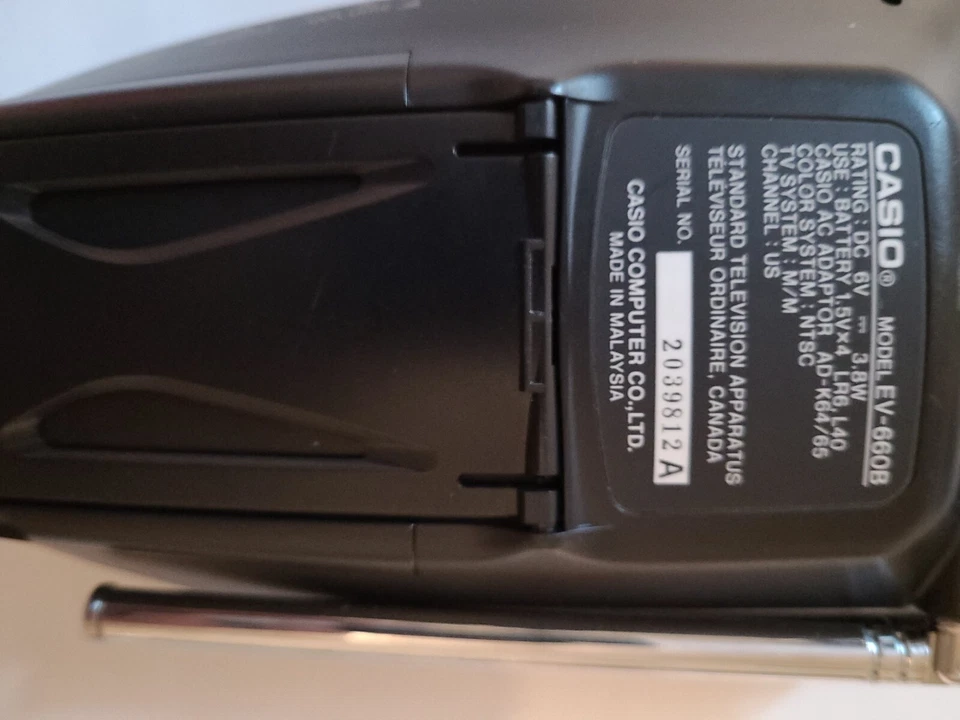 CASIO® MODEL EV-660B
RATING : DC 6V ⎓ 3.8W
USE : BATTERY 1.5V×4 LR6, L40
CASIO AC ADAPTOR AD-K64/65
COLOR SYSTEM : NTSC
TV SYSTEM : M/M
CHANNEL : US
STANDARD TELEVISION APPARATUS
TÉLÉVISEUR ORDINAIRE, CANADA
SERIAL NO. 2039812 A
CASIO COMPUTER CO.,LTD.
MADE IN MALAYSIA